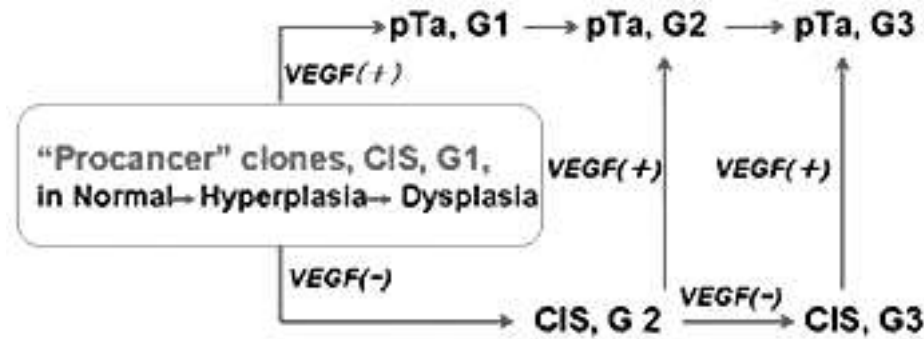 pTa, G1 → pTa, G2 → pTa, G3
VEGF(+)
"Procancer" clones, CIS, G1,
in Normal→Hyperplasia→ Dysplasia
VEGF(+)
VEGF(+)
VEGF(-)
VEGF(-)
CIS, G 2
CIS, G3